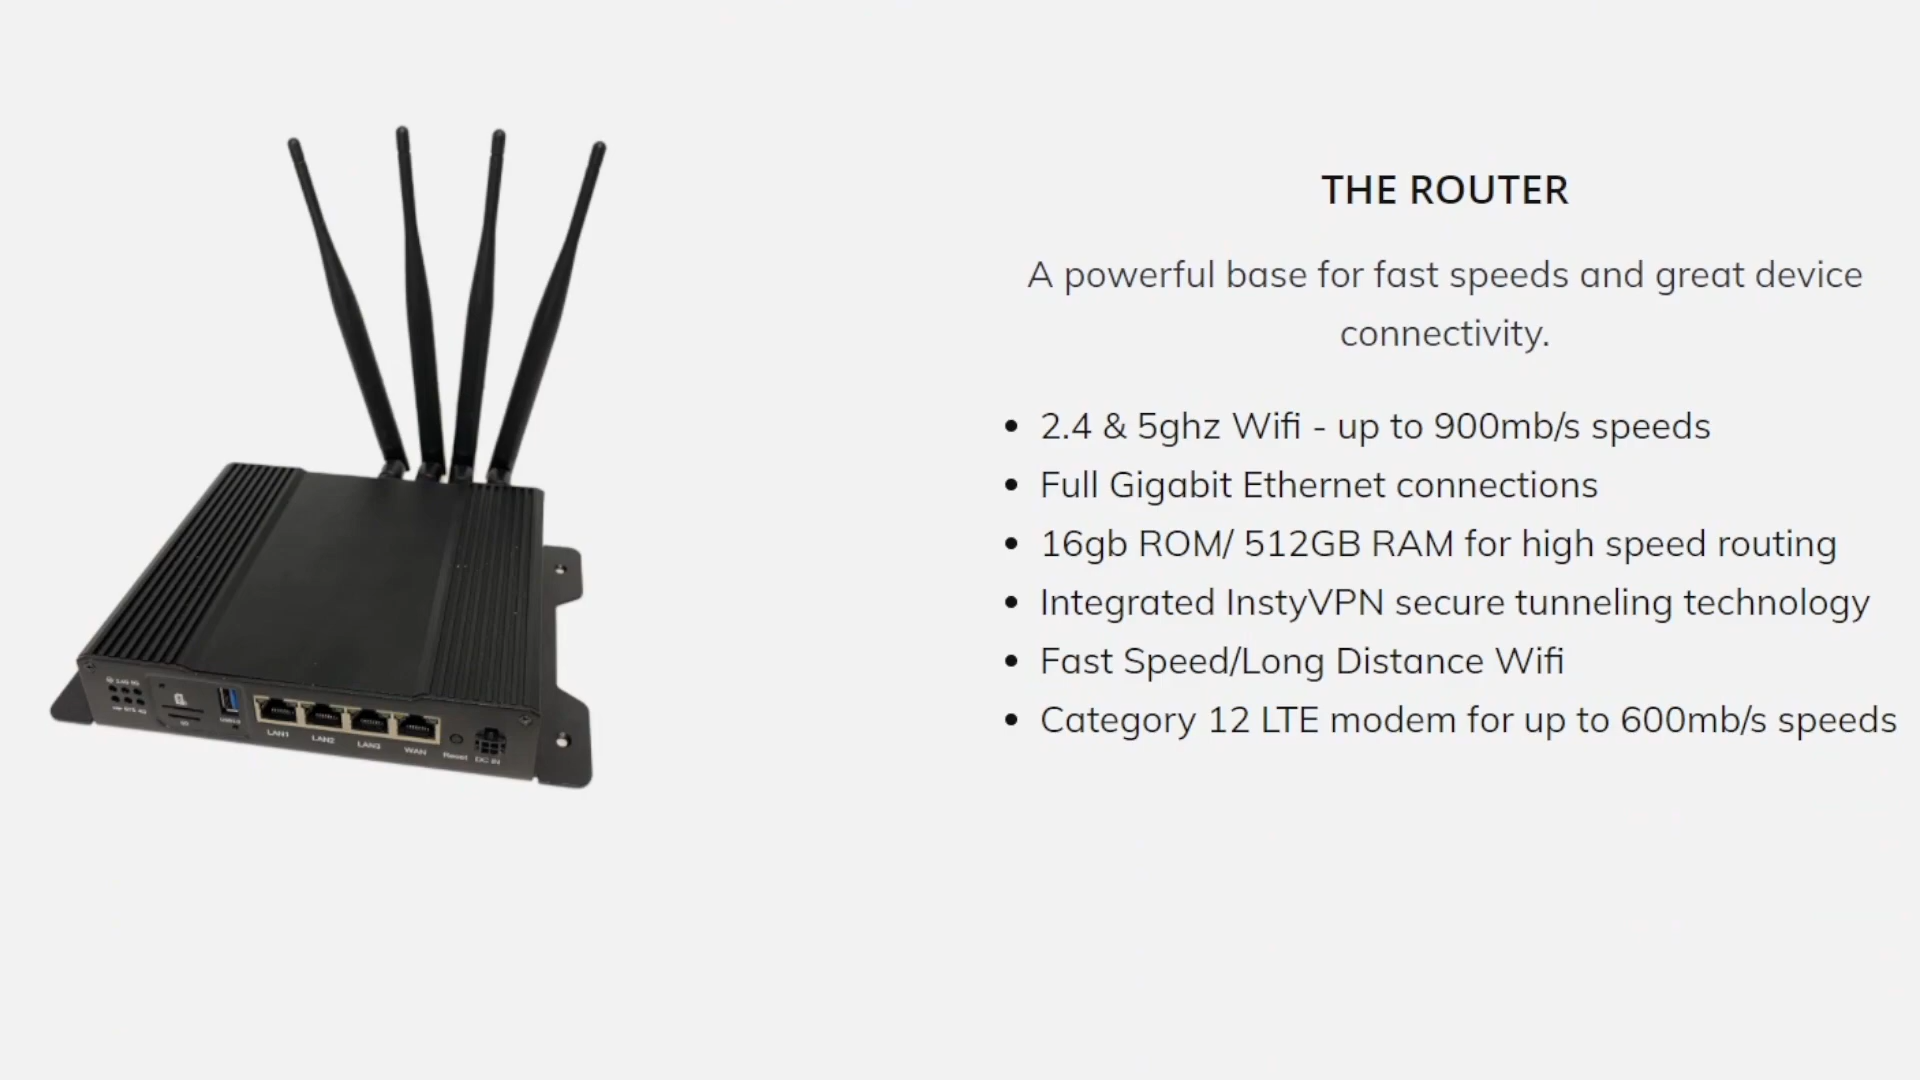 THE ROUTER
A powerful base for fast speeds and great device
connectivity.
• 2.4 & 5ghz Wifi - up to 900mb/s speeds
• Full Gigabit Ethernet connections
• 16gb ROM/ 512GB RAM for high speed routing
• Integrated InstyVPN secure tunneling technology
• Fast Speed/Long Distance Wifi
• Category 12 LTE modem for up to 600mb/s speeds
LAN1 LAN2 LAN3 WAN Reset DC IN